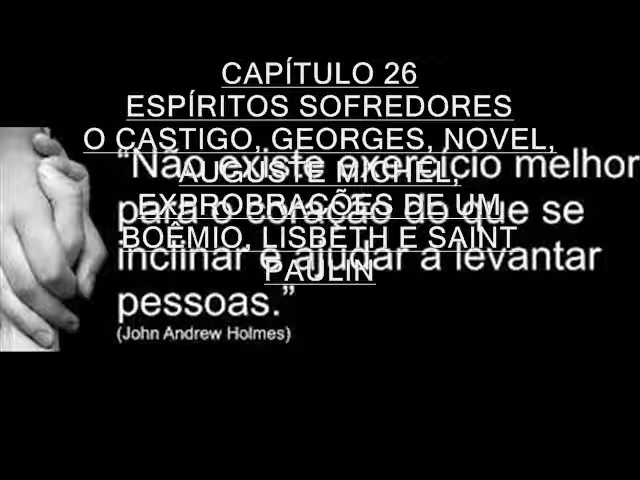 CAPÍTULO 26
ESPÍRITOS SOFREDORES
O CASTIGO, GEORGES, NOVEL,
AUGUSTE MICHEL,
EXPROBRAÇÕES DE UM
BOÊMIO, LISBETH E SAINT
PAULIN
“Não existe exercício melhor
para o coração do que se
inclinar e ajudar a levantar
pessoas.”
(John Andrew Holmes)